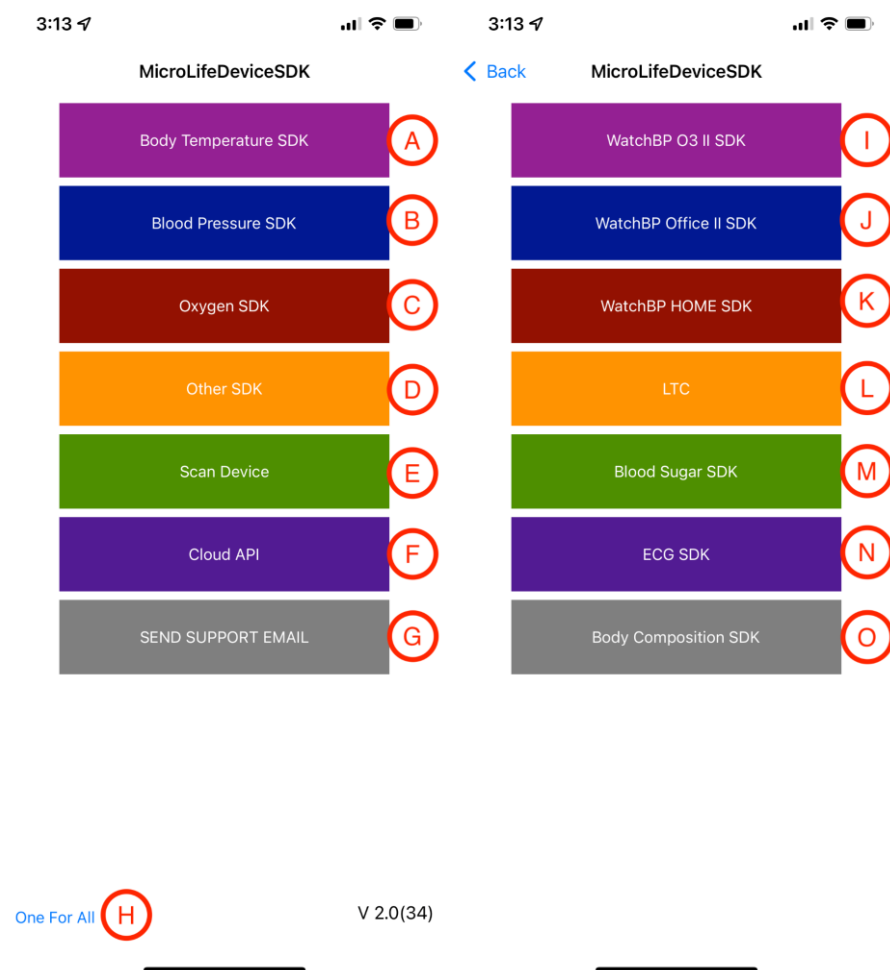 3:13
MicroLifeDeviceSDK
Body Temperature SDK
A
Blood Pressure SDK
B
Oxygen SDK
C
Other SDK
D
Scan Device
E
Cloud API
F
SEND SUPPORT EMAIL
G
One For All
H
V 2.0(34)
3:13
Back
MicroLifeDeviceSDK
WatchBP O3 II SDK
I
WatchBP Office II SDK
J
WatchBP HOME SDK
K
LTC
L
Blood Sugar SDK
M
ECG SDK
N
Body Composition SDK
O